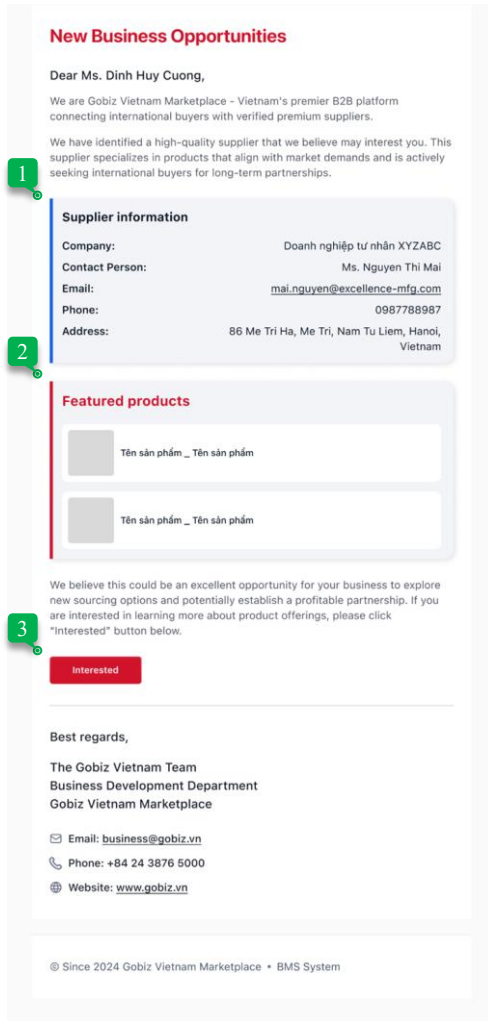 New Business Opportunities
Dear Ms. Dinh Huy Cuong,
We are Gobiz Vietnam Marketplace - Vietnam's premier B2B platform
connecting international buyers with verified premium suppliers.
We have identified a high-quality supplier that we believe may interest you. This
supplier specializes in products that align with market demands and is actively
seeking international buyers for long-term partnerships.
1
Supplier information
Company: Doanh nghiệp tư nhân XYZABC
Contact Person: Ms. Nguyen Thi Mai
Email: mai.nguyen@excellence-mfg.com
Phone: 0987788987
Address: 86 Me Tri Ha, Me Tri, Nam Tu Liem, Hanoi,
Vietnam
2
Featured products
Tên sản phẩm _ Tên sản phẩm
Tên sản phẩm _ Tên sản phẩm
We believe this could be an excellent opportunity for your business to explore
new sourcing options and potentially establish a profitable partnership. If you
are interested in learning more about product offerings, please click
"Interested" button below.
3
Interested
Best regards,
The Gobiz Vietnam Team
Business Development Department
Gobiz Vietnam Marketplace
Email: business@gobiz.vn
Phone: +84 24 3876 5000
Website: www.gobiz.vn
© Since 2024 Gobiz Vietnam Marketplace • BMS System